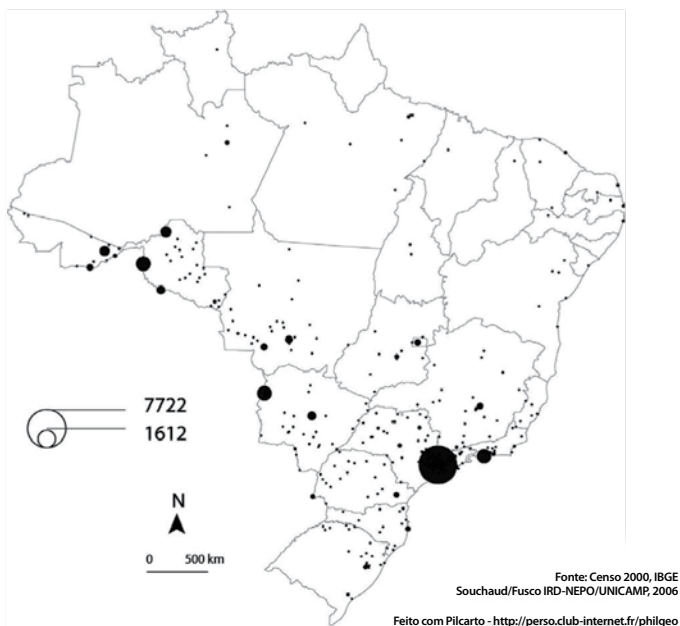 7722
1612
N
0 500 km
Fonte: Censo 2000, IBGE
Souchaud/Fusco IRD-NEPO/UNICAMP, 2006
Feito com Pilcarto - http://perso.club-internet.fr/philgeo